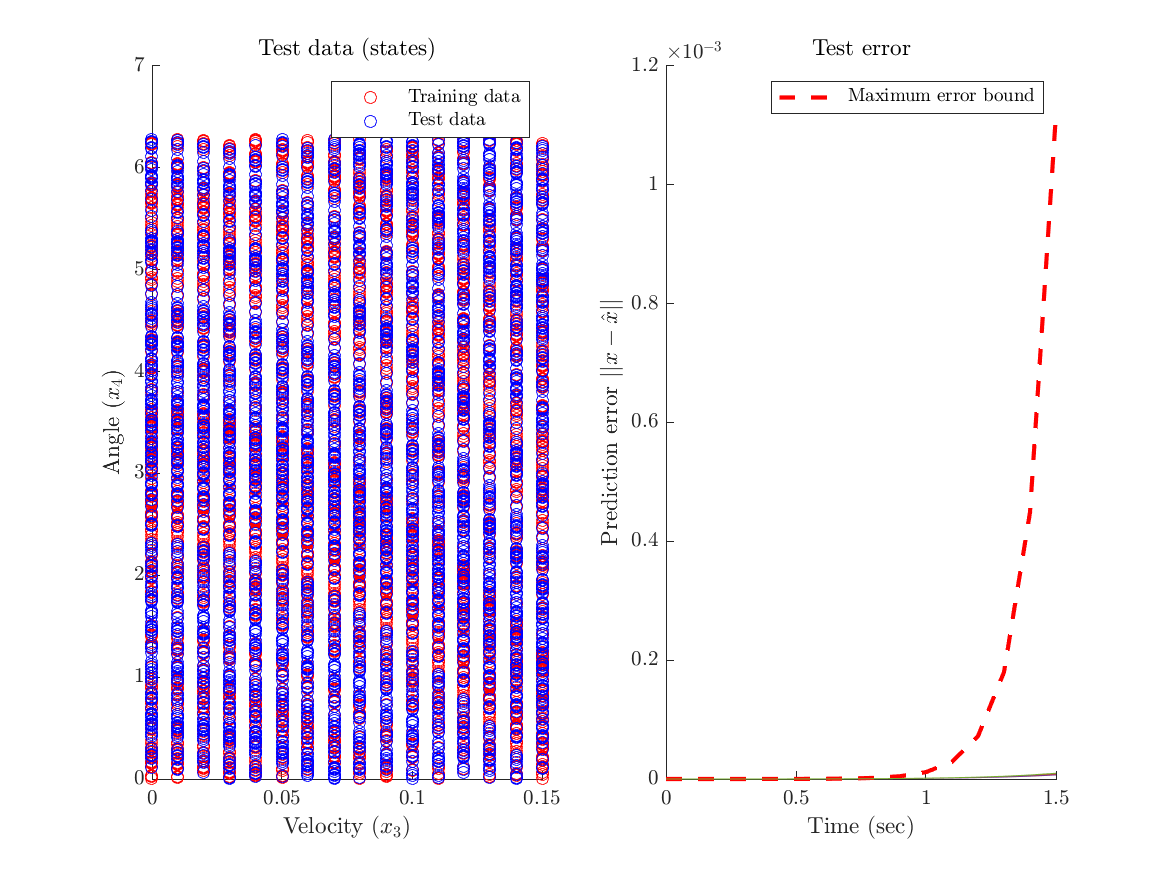 Test data (states)
Training data
Test data
7
6
5
4
3
2
1
0
0 0.05 0.1 0.15
Angle (x₄)
Velocity (x₃)
Test error
×10⁻³
Maximum error bound
1.2
1
0.8
0.6
0.4
0.2
0
0 0.5 1 1.5
Prediction error ||x − x̂||
Time (sec)